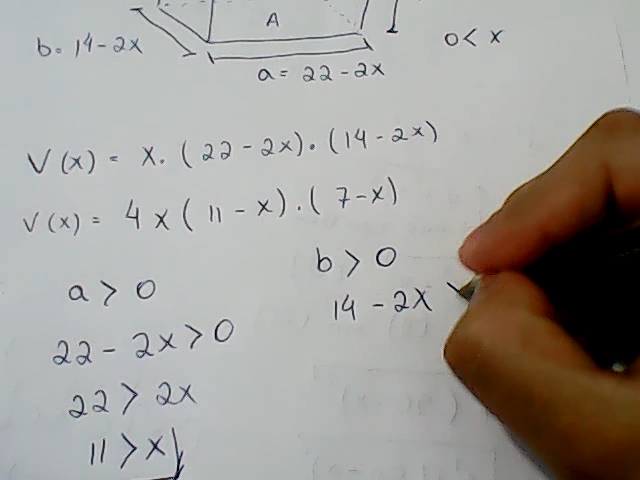 A
b = 14 - 2x
0 < x
a = 22 - 2x
V(x) = x · (22 - 2x) · (14 - 2x)
V(x) = 4x (11 - x) · (7 - x)
a > 0
22 - 2x > 0
22 > 2x
11 > x
b > 0
14 - 2x >